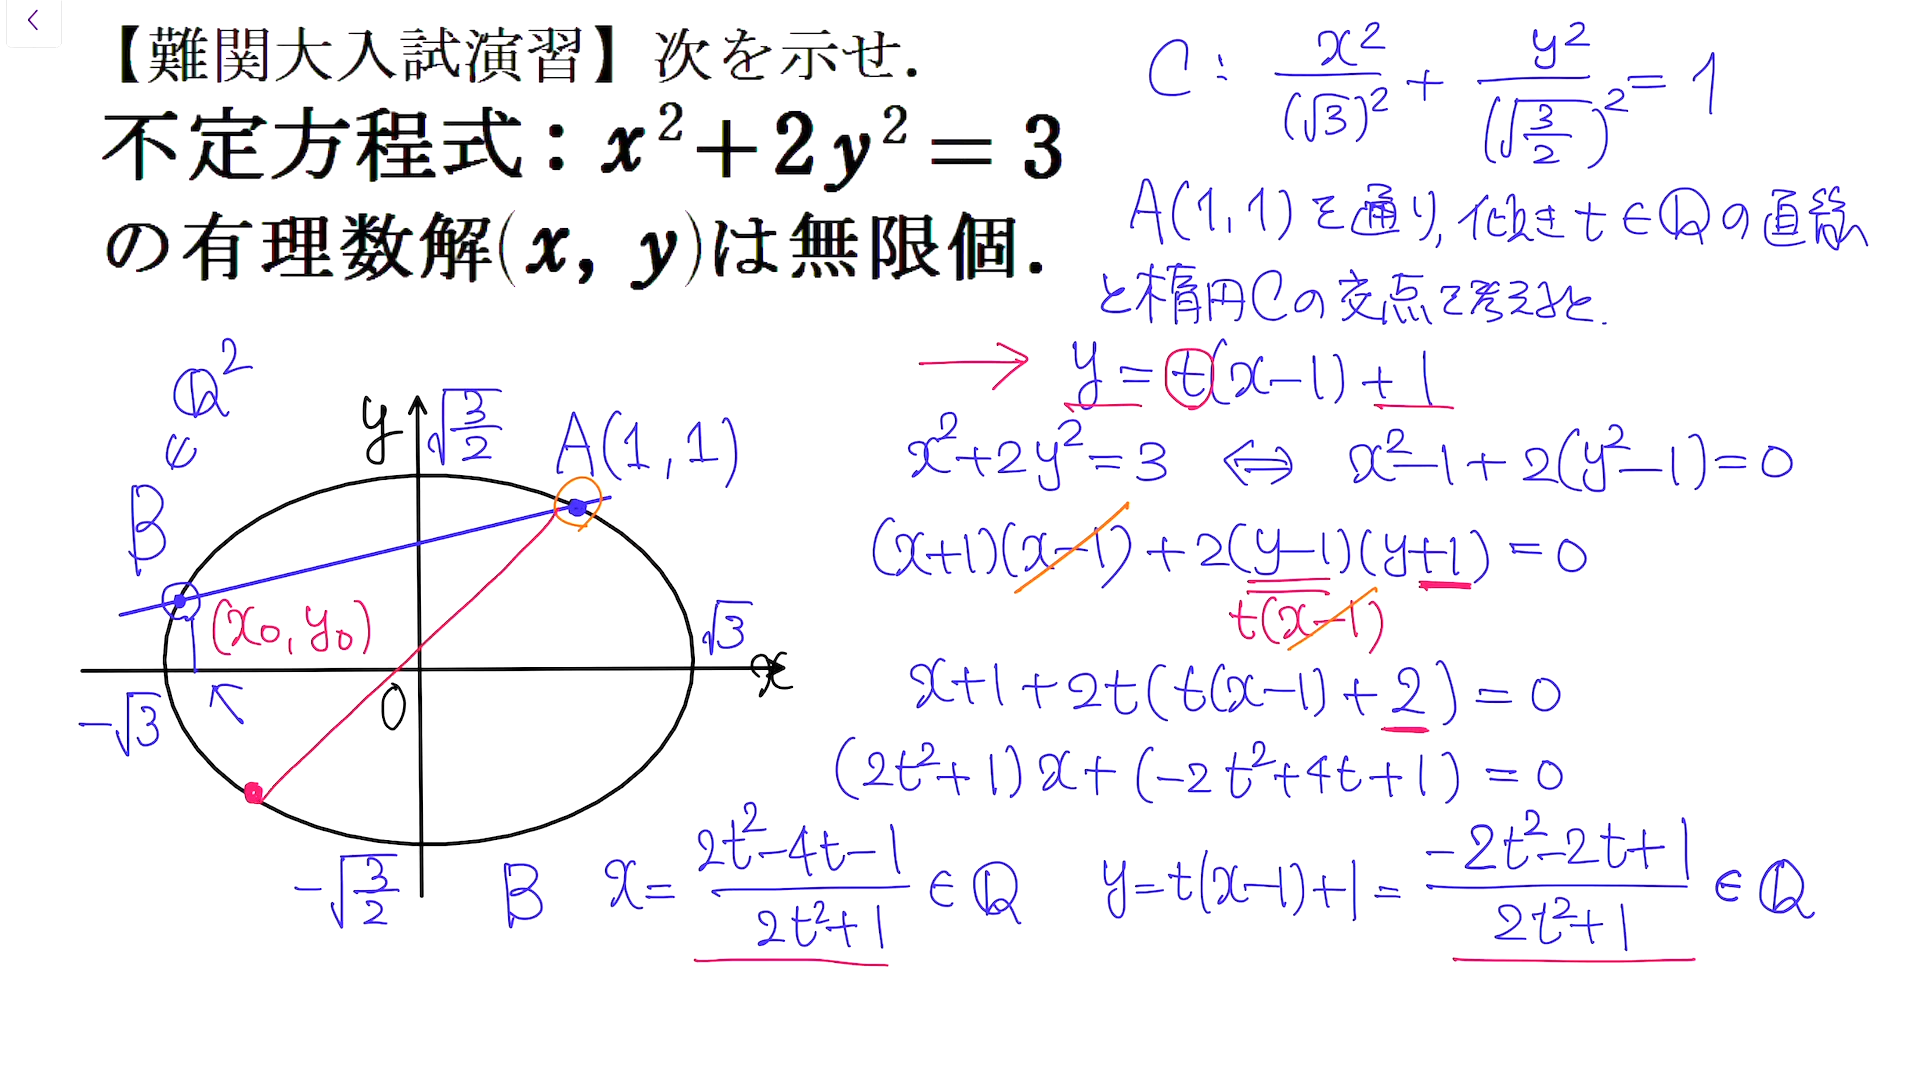 【難関大入試演習】次を示せ.
不定方程式：x²+2y²=3
の有理数解(x, y)は無限個.
C: x²/(√3)² + y²/(√(3/2))² = 1
A(1,1)を通り,傾きt∈ℚの直線
と楕円Cの交点を考えると.
→ y=t(x-1)+1
x²+2y²=3 ⇔ x²-1+2(y²-1)=0
(x+1)(x-1)+2(y-1)(y+1)=0
t(x-1)
x+1+2t(t(x-1)+2)=0
(2t²+1)x+(-2t²+4t+1)=0
B x=(2t²-4t-1)/(2t²+1) ∈ℚ y=t(x-1)+1=(-2t²-2t+1)/(2t²+1) ∈ℚ
ℚ²
B
y
√(3/2)
A(1,1)
(x₀,y₀)
√3
x
0
-√3
-√(3/2)